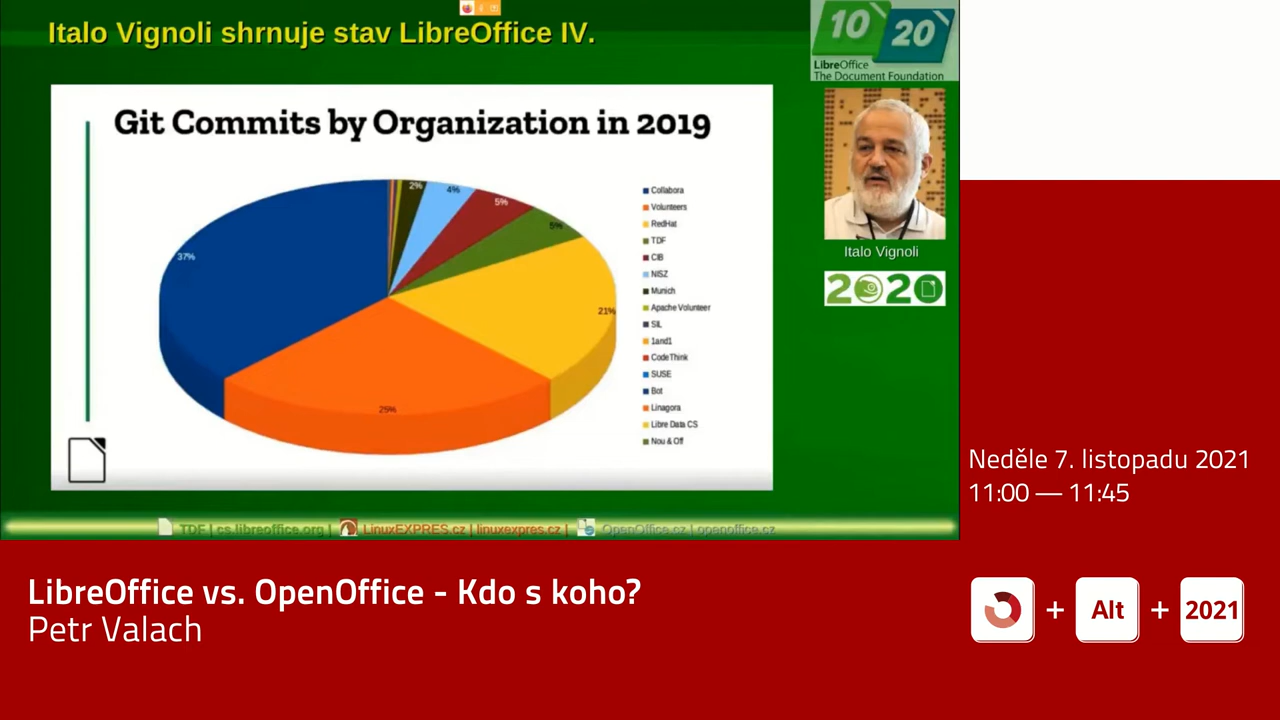 Italo Vignoli shrnuje stav LibreOffice IV.
10 20
LibreOffice
The Document Foundation
Git Commits by Organization in 2019
2%
4%
5%
5%
37%
21%
25%
Collabora
Volunteers
RedHat
TDF
CIB
NISZ
Munich
Apache Volunteer
SIL
1and1
CodeThink
SUSE
Bot
Linagora
Libre Data CS
Nou & Off
Italo Vignoli
2020
TDF | cs.libreoffice.org | LinuxEXPRES.cz | linuxexpres.cz | OpenOffice.cz | openoffice.cz
Neděle 7. listopadu 2021
11:00 — 11:45
LibreOffice vs. OpenOffice - Kdo s koho?
Petr Valach
+ Alt + 2021